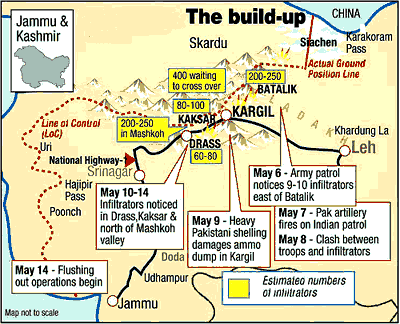 Jammu &
Kashmir
The build-up
CHINA
Skardu
Siachen
Karakoram
Pass
Actual Ground
Position Line
400 waiting
to cross over
200-250
BATALIK
80-100
KAKSAR
KARGIL
200-250
in Mashkoh
LADAKH
Line of Control
(LoC)
Uri
DRASS
60-80
Khardung La
Leh
National Highway
Srinagar
Hajipir
Pass
Poonch
May 10-14
Infiltrators noticed
in Drass,Kaksar &
north of Mashkoh
valley
May 9 - Heavy
Pakistani shelling
damages ammo
dump in Kargil
May 6 - Army patrol
notices 9-10 infiltrators
east of Batalik
May 7 - Pak artillery
fires on Indian patrol
May 8 - Clash between
troops and infiltrators
May 14 - Flushing
out operations begin
Doda
Udhampur
Jammu
Estimated numbers
of infiltrators
Map not to scale